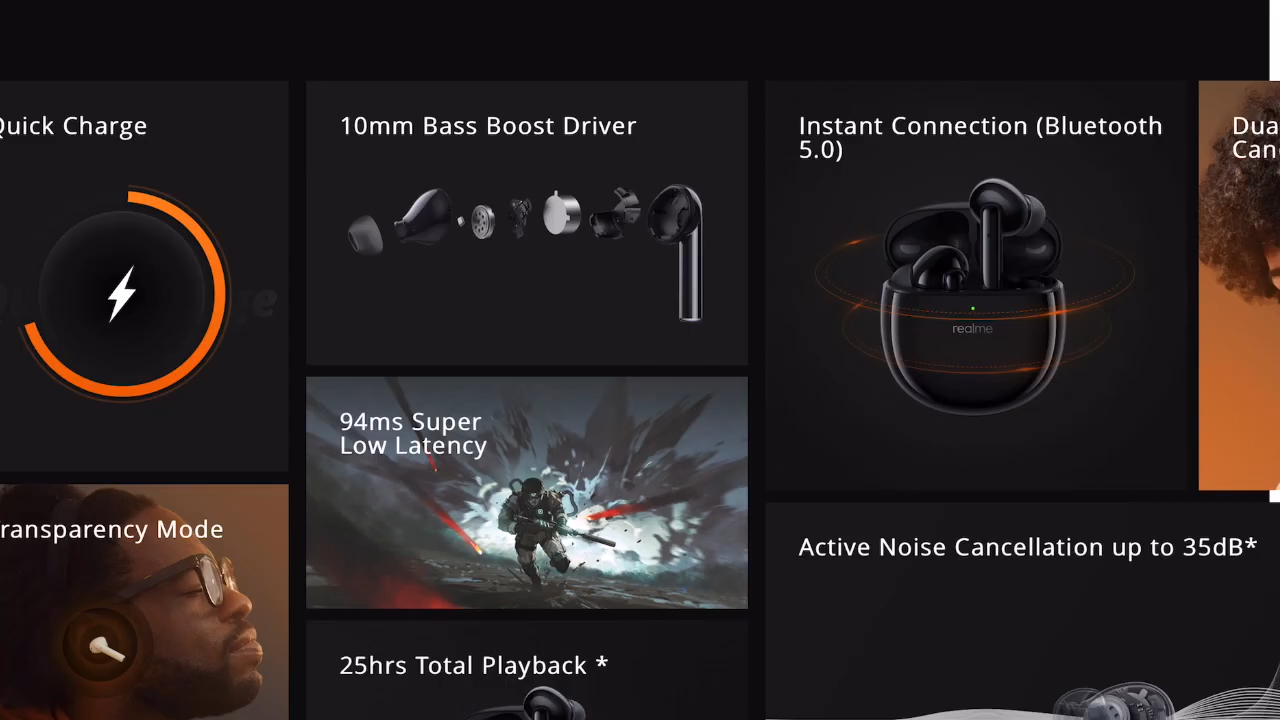 Quick Charge
10mm Bass Boost Driver
Instant Connection (Bluetooth
5.0)
realme
94ms Super
Low Latency
ransparency Mode
Active Noise Cancellation up to 35dB*
25hrs Total Playback *